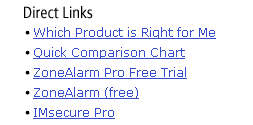 Direct Links
• Which Product is Right for Me
• Quick Comparison Chart
• ZoneAlarm Pro Free Trial
• ZoneAlarm (free)
• IMsecure Pro